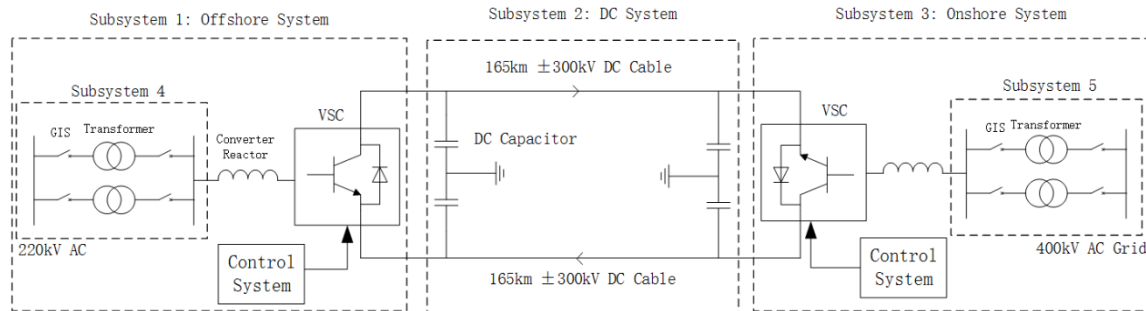 Subsystem 1: Offshore System
Subsystem 2: DC System
Subsystem 3: Onshore System
165km ±300kV DC Cable
Subsystem 4
Subsystem 5
GIS
Transformer
Converter
Reactor
VSC
DC Capacitor
VSC
GIS
Transformer
220kV AC
Control
System
165km ±300kV DC Cable
Control
System
400kV AC Grid